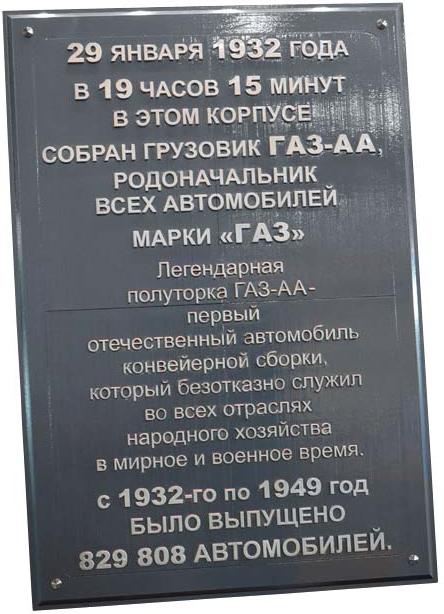 29 ЯНВАРЯ 1932 ГОДА
В 19 ЧАСОВ 15 МИНУТ
В ЭТОМ КОРПУСЕ
СОБРАН ГРУЗОВИК ГАЗ-АА,
РОДОНАЧАЛЬНИК
ВСЕХ АВТОМОБИЛЕЙ
МАРКИ «ГАЗ»
Легендарная
полуторка ГАЗ-АА-
первый
отечественный автомобиль
конвейерной сборки,
который безотказно служил
во всех отраслях
народного хозяйства
в мирное и военное время.
с 1932-го по 1949 год
БЫЛО ВЫПУЩЕНО
829 808 АВТОМОБИЛЕЙ.